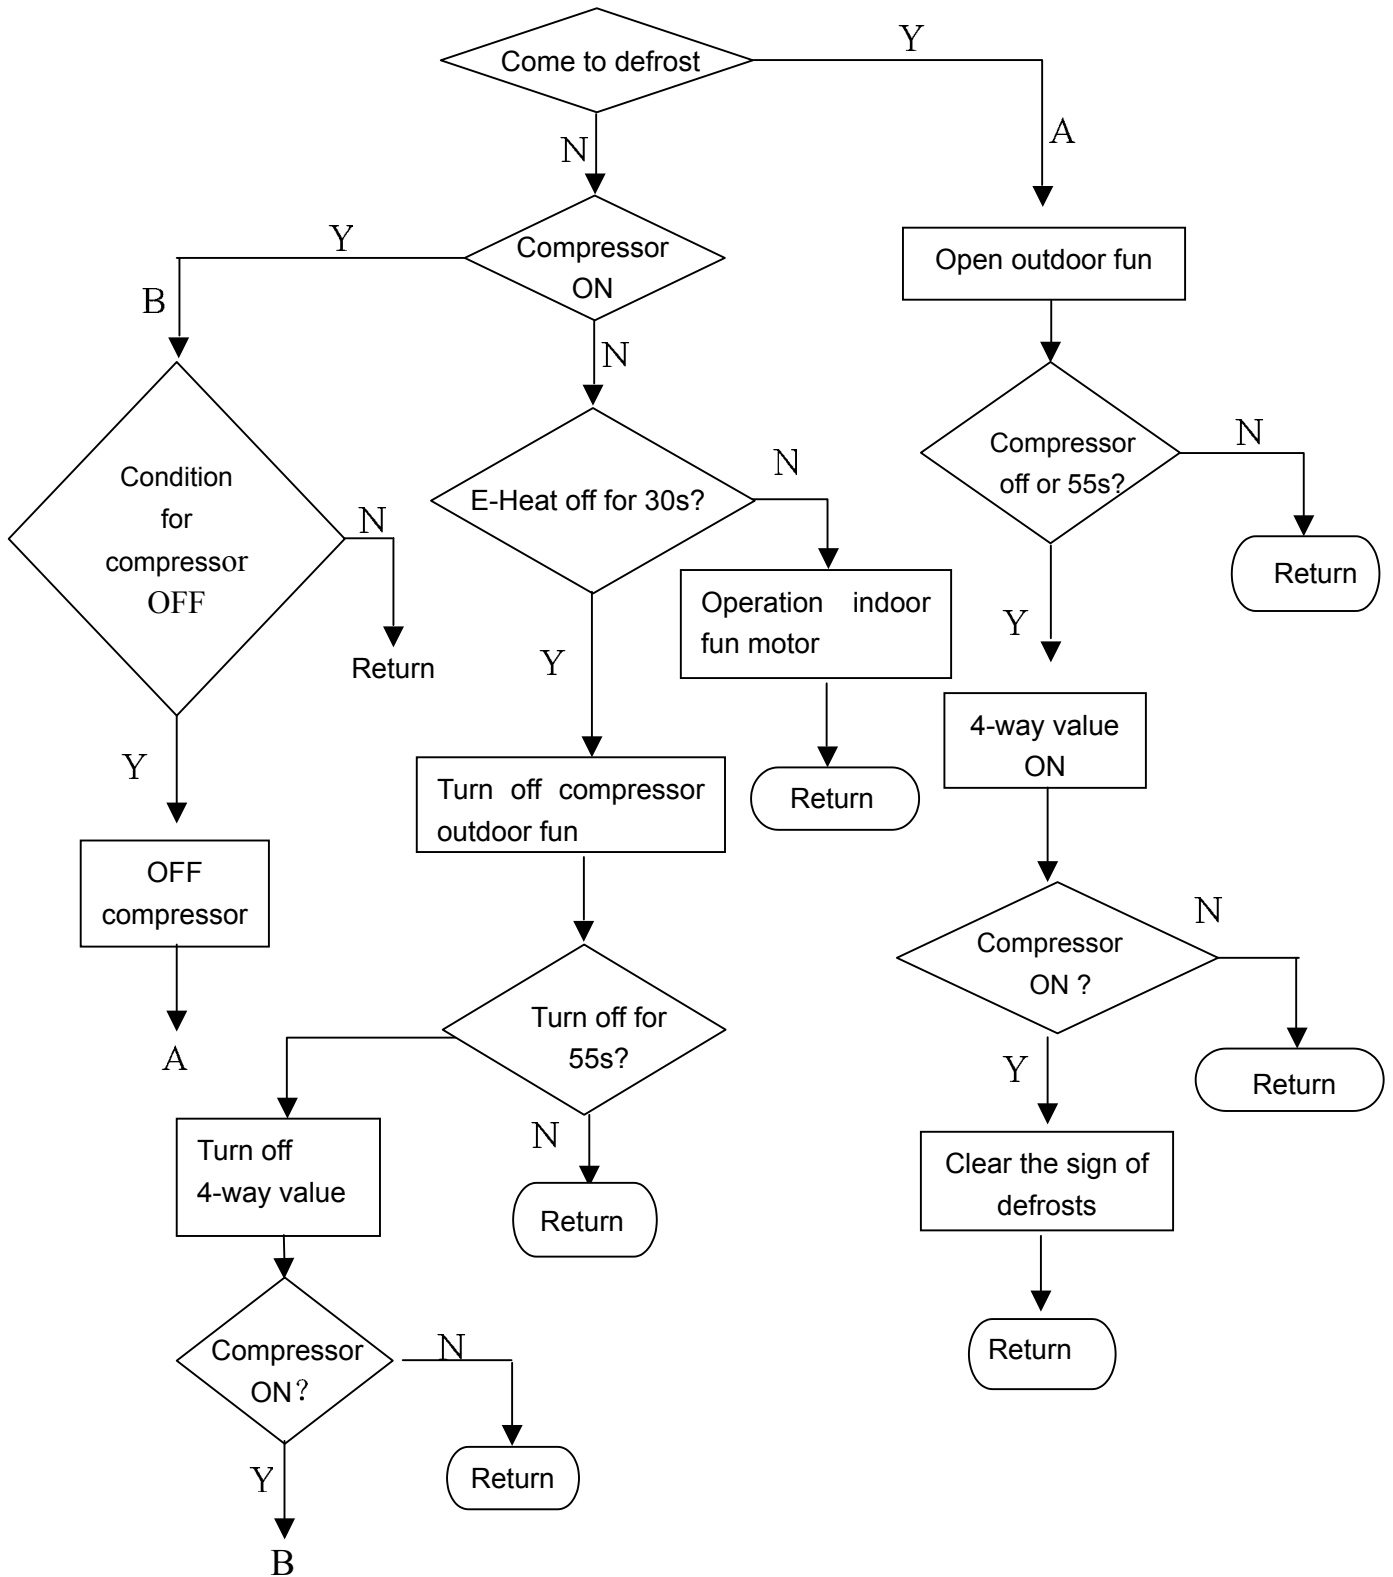 Come to defrost
Y
A
N
Compressor
ON
Y
B
N
Open outdoor fun
Compressor
off or 55s?
N
Return
Y
Condition
for
compressor
OFF
N
Return
Y
E-Heat off for 30s?
N
Operation indoor
fun motor
Return
Y
4-way value
ON
Turn off compressor
outdoor fun
OFF
compressor
A
Compressor
ON ?
N
Return
Y
Turn off for
55s?
N
Return
Turn off
4-way value
Clear the sign of
defrosts
Return
Compressor
ON?
N
Return
Y
B